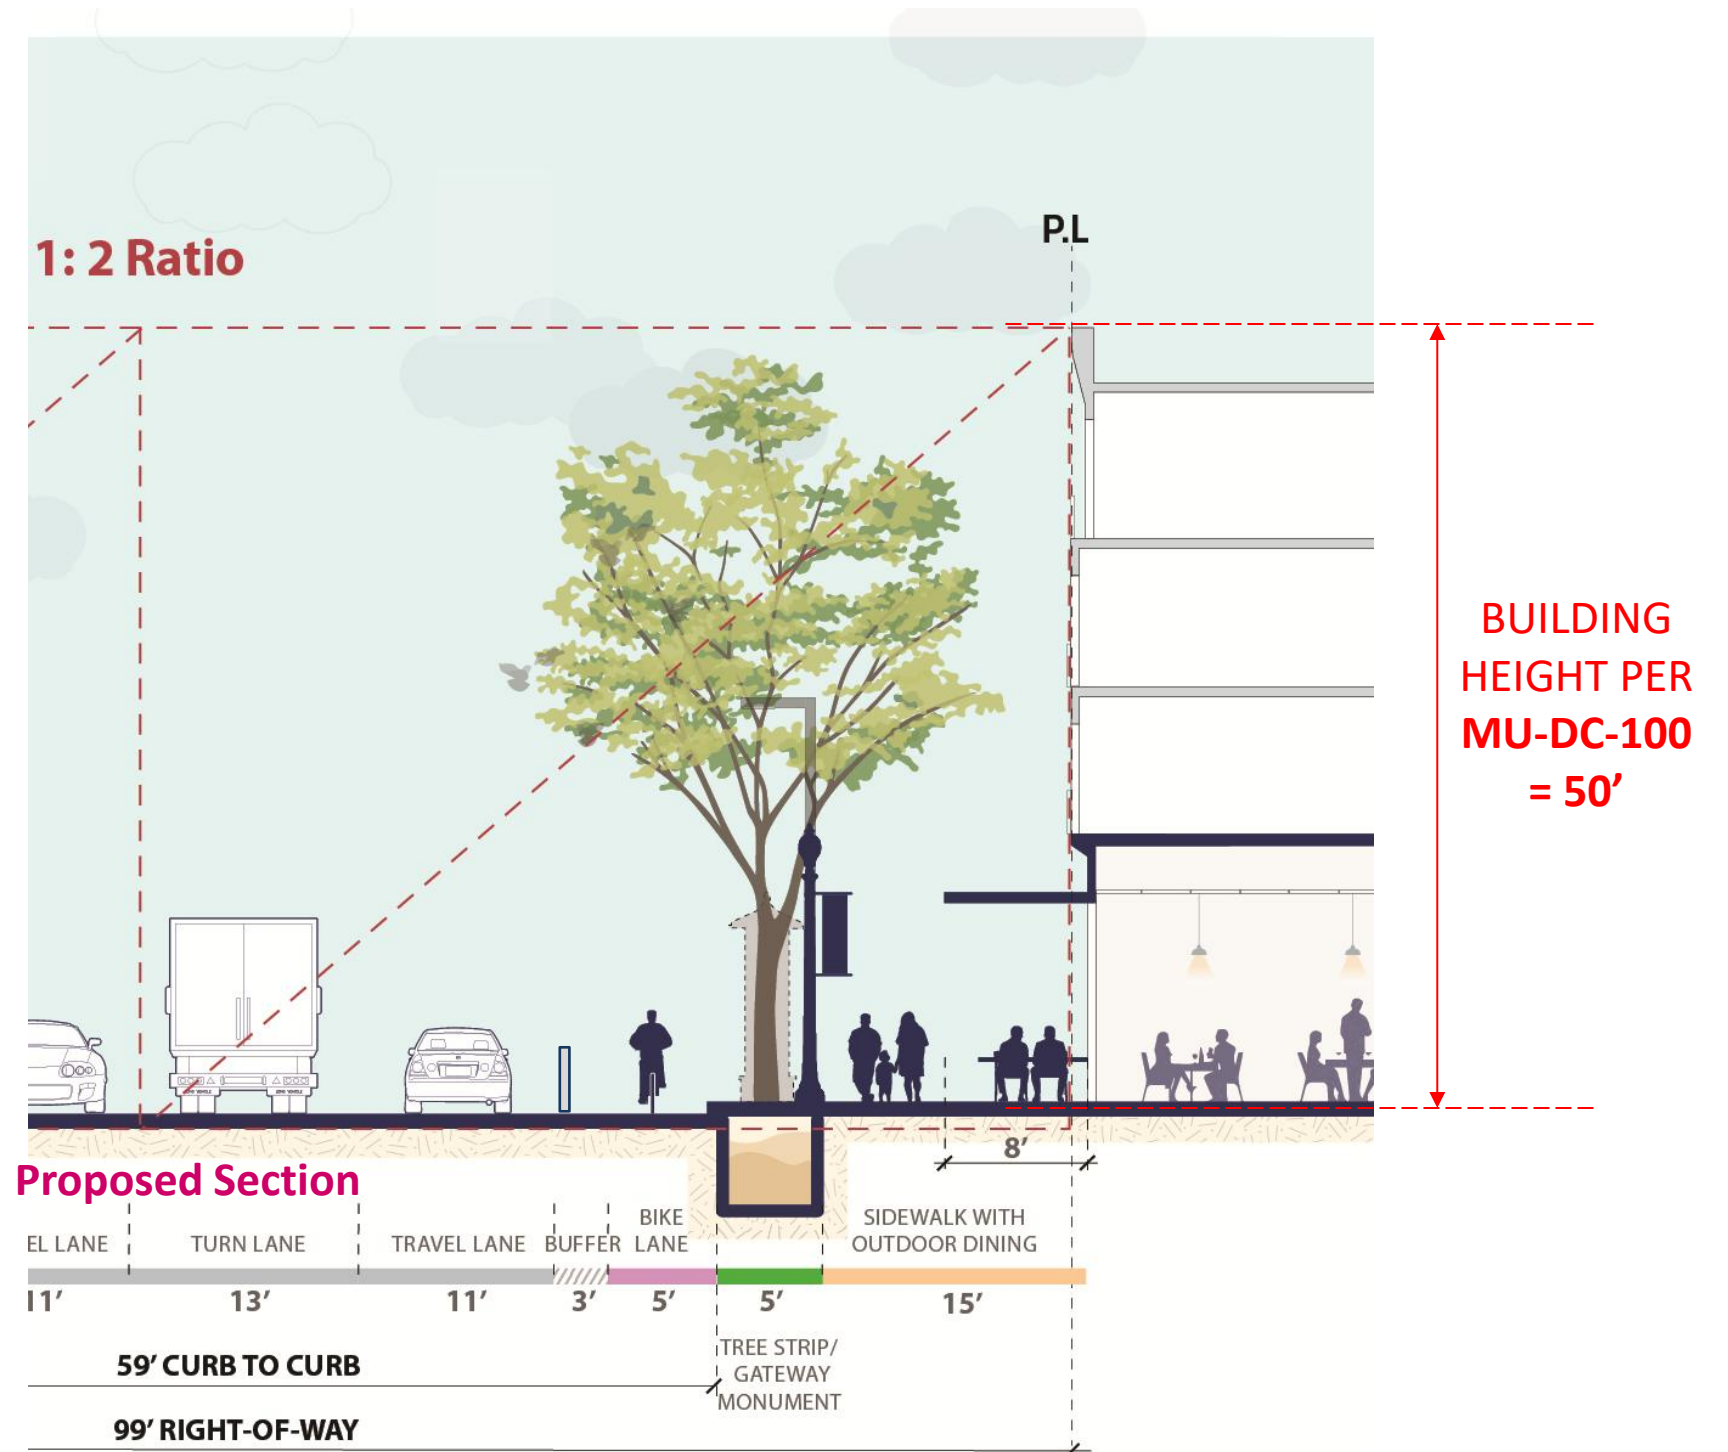 P.L
1: 2 Ratio
BUILDING
HEIGHT PER
MU-DC-100
= 50’
8’
Proposed Section
EL LANE
TURN LANE
TRAVEL LANE
BUFFER
BIKE
LANE
SIDEWALK WITH
OUTDOOR DINING
11’
13’
11’
3’
5’
5’
15’
TREE STRIP/
GATEWAY
MONUMENT
59’ CURB TO CURB
99’ RIGHT-OF-WAY